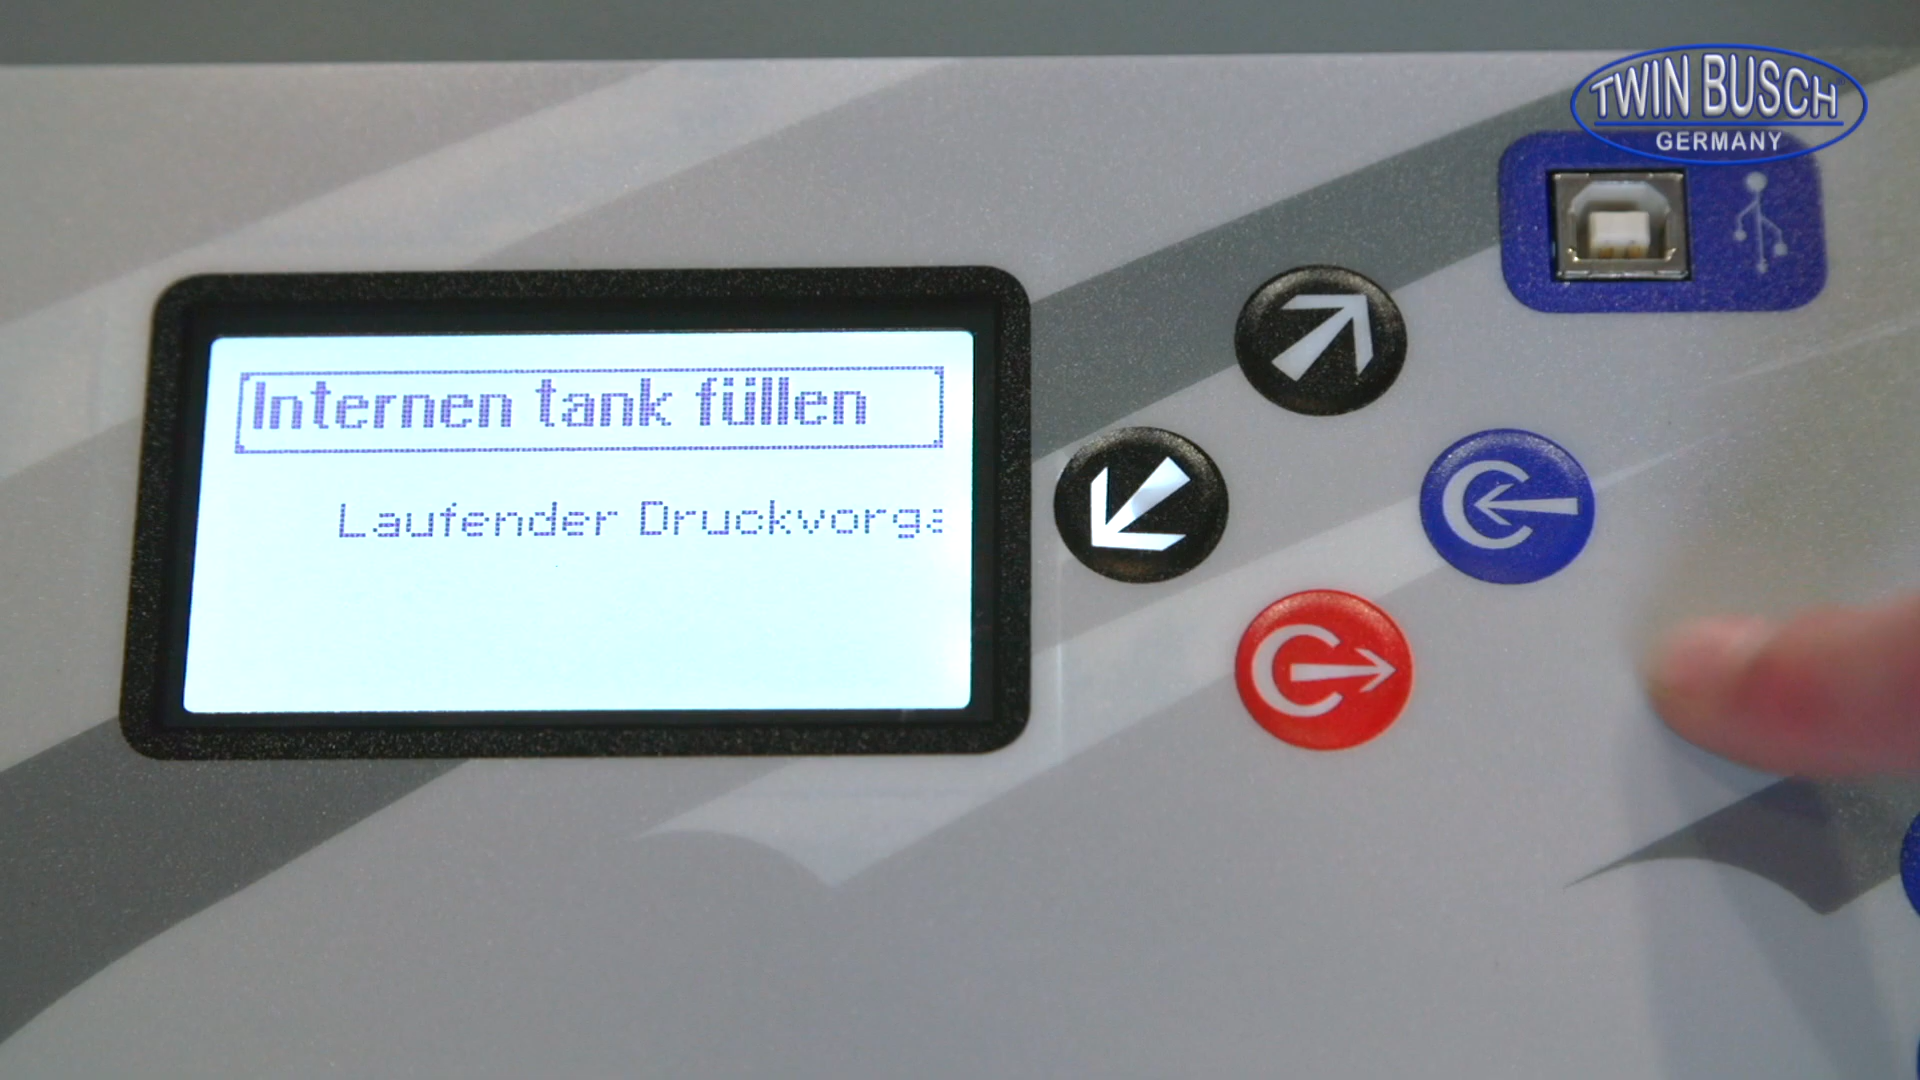 TWIN BUSCH
GERMANY
Internen tank füllen
Laufender Druckvorga